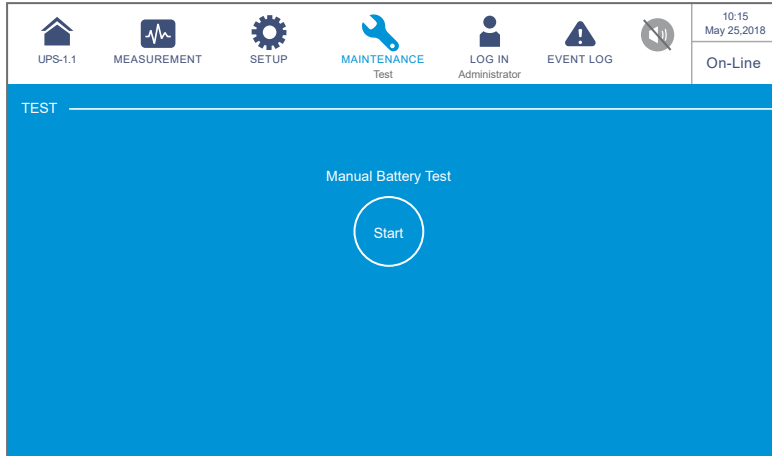 UPS-1.1
MEASUREMENT
SETUP
MAINTENANCE
Test
LOG IN
Administrator
EVENT LOG
10:15
May 25,2018
On-Line
TEST
Manual Battery Test
Start